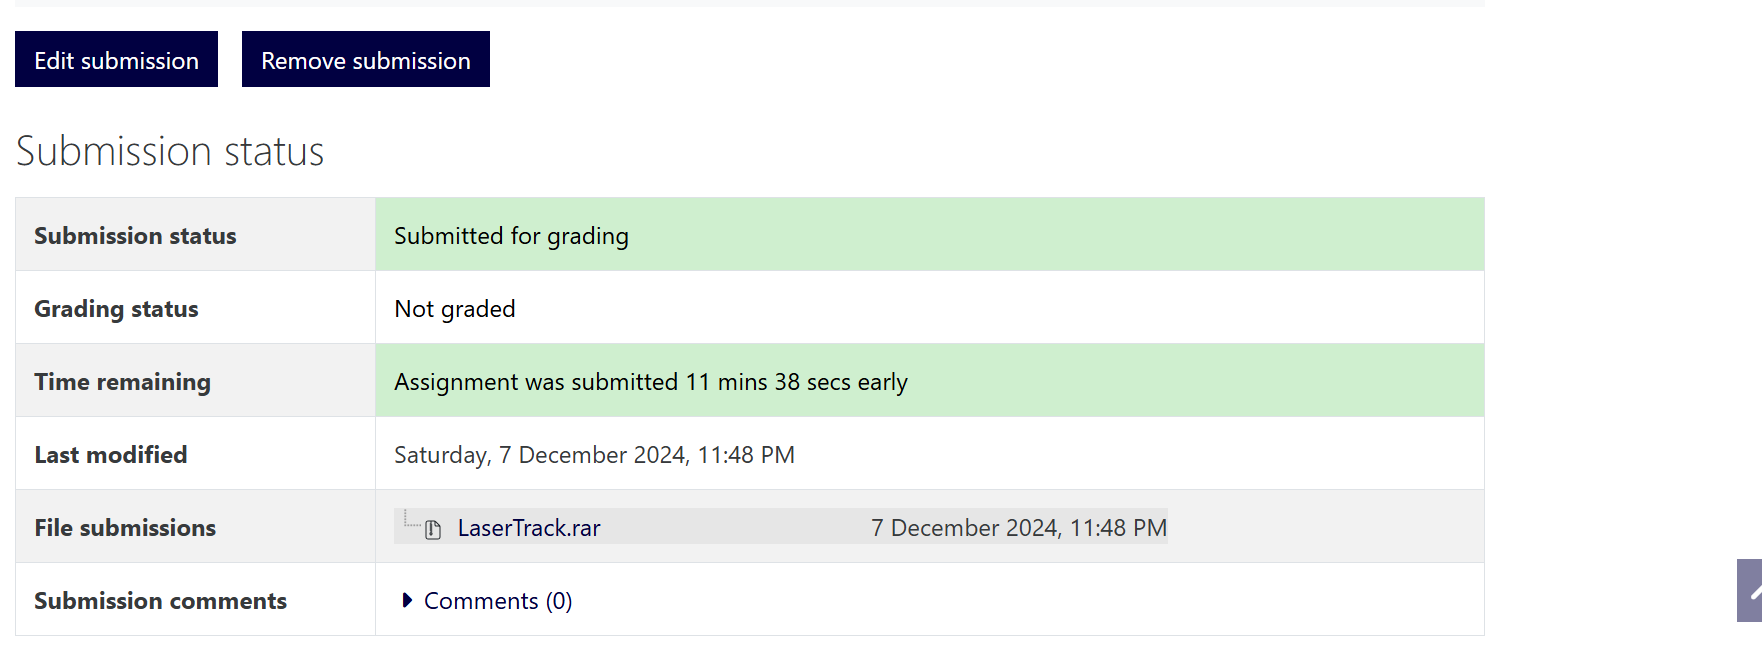 Edit submission Remove submission
Submission status
Submission status Submitted for grading
Grading status Not graded
Time remaining Assignment was submitted 11 mins 38 secs early
Last modified Saturday, 7 December 2024, 11:48 PM
File submissions LaserTrack.rar 7 December 2024, 11:48 PM
Submission comments Comments (0)